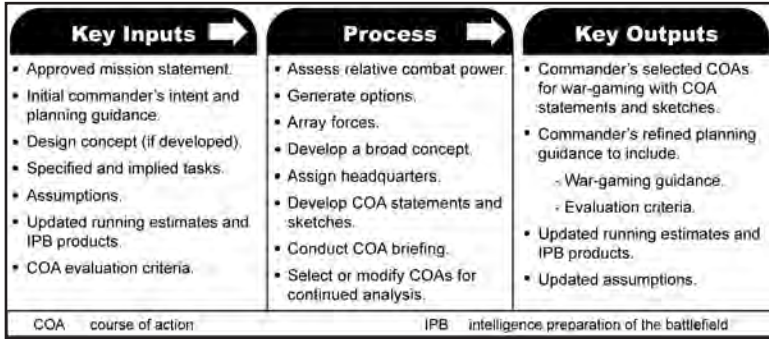 Key Inputs
• Approved mission statement.
• Initial commander's intent and
planning guidance.
• Design concept (if developed).
• Specified and implied tasks.
• Assumptions.
• Updated running estimates and
IPB products.
• COA evaluation criteria.
Process
• Assess relative combat power.
• Generate options.
• Array forces.
• Develop a broad concept.
• Assign headquarters.
• Develop COA statements and
sketches.
• Conduct COA briefing.
• Select or modify COAs for
continued analysis.
Key Outputs
• Commander's selected COAs
for war-gaming with COA
statements and sketches.
• Commander's refined planning
guidance to include.
- War-gaming guidance.
- Evaluation criteria.
• Updated running estimates and
IPB products.
• Updated assumptions.
COA course of action
IPB intelligence preparation of the battlefield